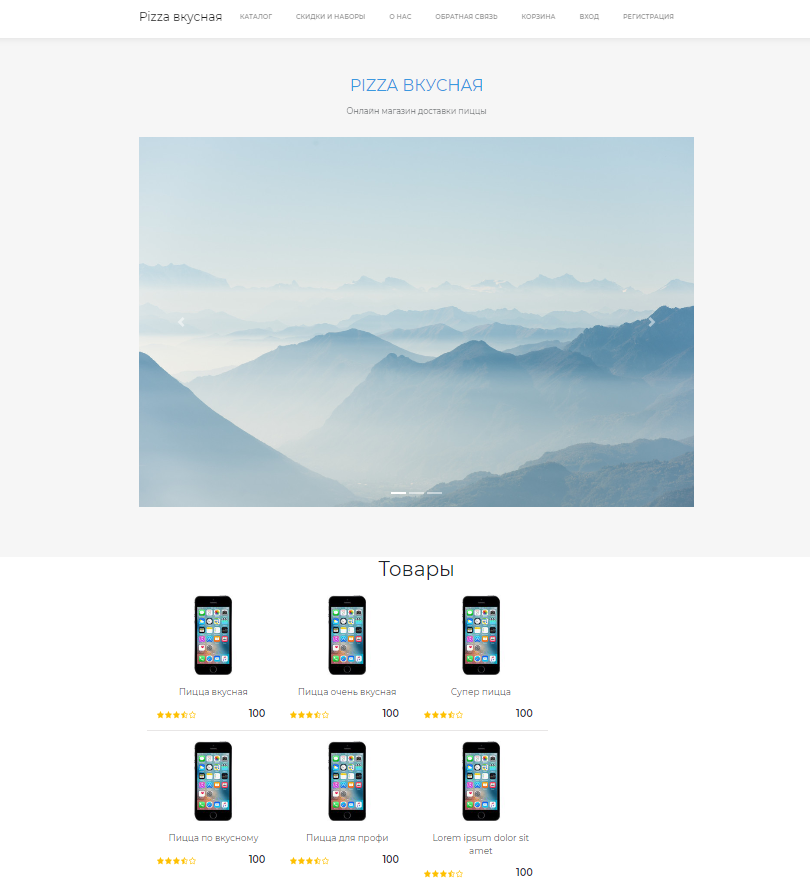 Pizza вкусная КАТАЛОГ СКИДКИ И НАБОРЫ О НАС ОБРАТНАЯ СВЯЗЬ КОРЗИНА ВХОД РЕГИСТРАЦИЯ
PIZZA ВКУСНАЯ
Онлайн магазин доставки пиццы
Товары
Пицца вкусная Пицца очень вкусная Супер пицца
100 100 100
Пицца по вкусному Пицца для профи Lorem ipsum dolor sit
amet
100 100
100